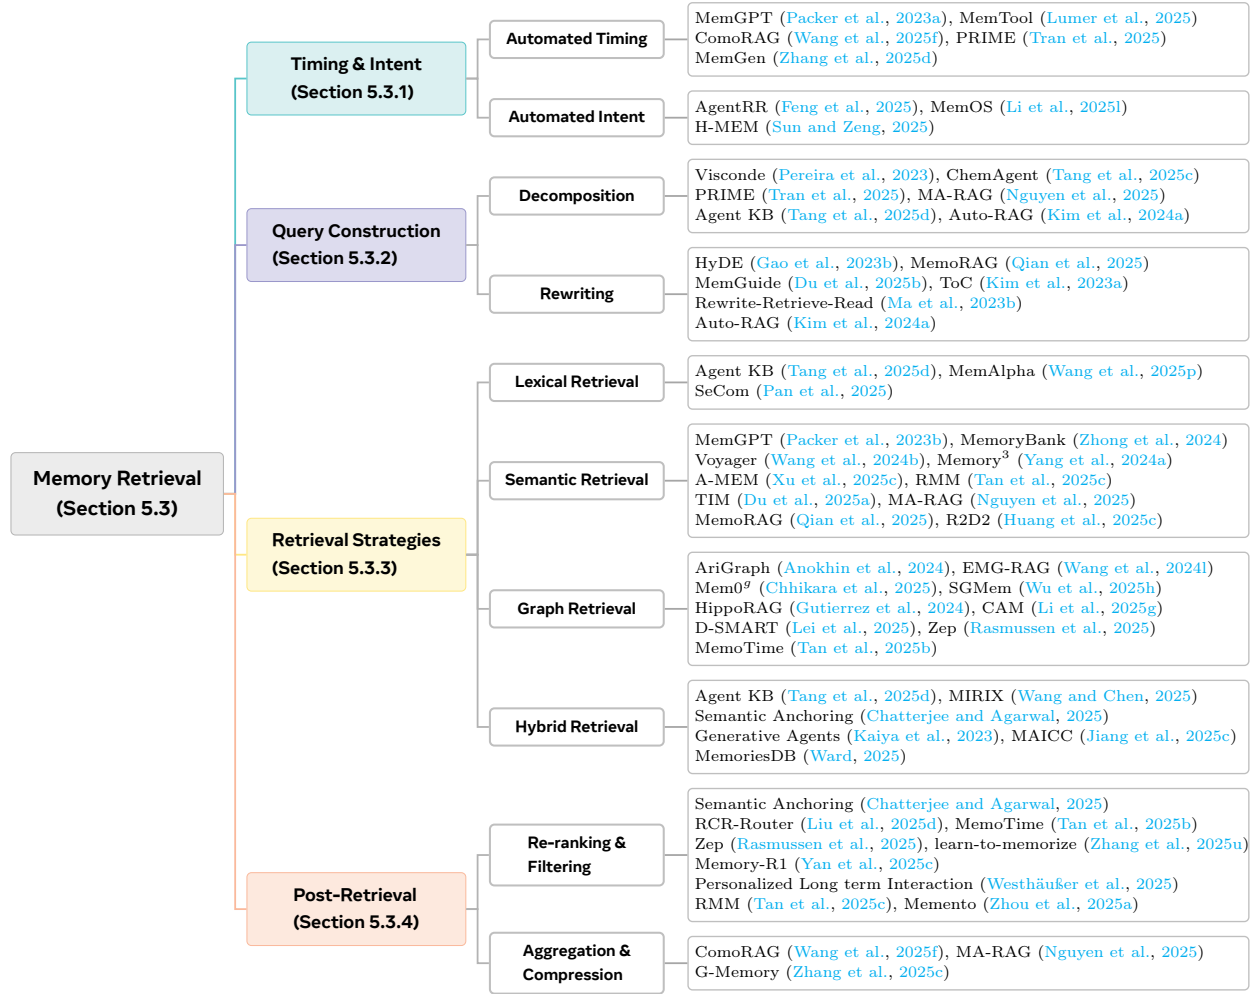 Memory Retrieval
(Section 5.3)
Timing & Intent
(Section 5.3.1)
Automated Timing
MemGPT (Packer et al., 2023a), MemTool (Lumer et al., 2025)
ComoRAG (Wang et al., 2025f), PRIME (Tran et al., 2025)
MemGen (Zhang et al., 2025d)
Automated Intent
AgentRR (Feng et al., 2025), MemOS (Li et al., 2025l)
H-MEM (Sun and Zeng, 2025)
Query Construction
(Section 5.3.2)
Decomposition
Visconde (Pereira et al., 2023), ChemAgent (Tang et al., 2025c)
PRIME (Tran et al., 2025), MA-RAG (Nguyen et al., 2025)
Agent KB (Tang et al., 2025d), Auto-RAG (Kim et al., 2024a)
Rewriting
HyDE (Gao et al., 2023b), MemoRAG (Qian et al., 2025)
MemGuide (Du et al., 2025b), ToC (Kim et al., 2023a)
Rewrite-Retrieve-Read (Ma et al., 2023b)
Auto-RAG (Kim et al., 2024a)
Retrieval Strategies
(Section 5.3.3)
Lexical Retrieval
Agent KB (Tang et al., 2025d), MemAlpha (Wang et al., 2025p)
SeCom (Pan et al., 2025)
Semantic Retrieval
MemGPT (Packer et al., 2023b), MemoryBank (Zhong et al., 2024)
Voyager (Wang et al., 2024b), Memory³ (Yang et al., 2024a)
A-MEM (Xu et al., 2025c), RMM (Tan et al., 2025c)
TIM (Du et al., 2025a), MA-RAG (Nguyen et al., 2025)
MemoRAG (Qian et al., 2025), R2D2 (Huang et al., 2025c)
Graph Retrieval
AriGraph (Anokhin et al., 2024), EMG-RAG (Wang et al., 2024l)
Mem0ᵍ (Chhikara et al., 2025), SGMem (Wu et al., 2025h)
HippoRAG (Gutierrez et al., 2024), CAM (Li et al., 2025g)
D-SMART (Lei et al., 2025), Zep (Rasmussen et al., 2025)
MemoTime (Tan et al., 2025b)
Hybrid Retrieval
Agent KB (Tang et al., 2025d), MIRIX (Wang and Chen, 2025)
Semantic Anchoring (Chatterjee and Agarwal, 2025)
Generative Agents (Kaiya et al., 2023), MAICC (Jiang et al., 2025c)
MemoriesDB (Ward, 2025)
Post-Retrieval
(Section 5.3.4)
Re-ranking &
Filtering
Semantic Anchoring (Chatterjee and Agarwal, 2025)
RCR-Router (Liu et al., 2025d), MemoTime (Tan et al., 2025b)
Zep (Rasmussen et al., 2025), learn-to-memorize (Zhang et al., 2025u)
Memory-R1 (Yan et al., 2025c)
Personalized Long term Interaction (Westhäußer et al., 2025)
RMM (Tan et al., 2025c), Memento (Zhou et al., 2025a)
Aggregation &
Compression
ComoRAG (Wang et al., 2025f), MA-RAG (Nguyen et al., 2025)
G-Memory (Zhang et al., 2025c)